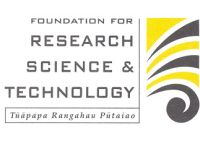 FOUNDATION FOR
RESEARCH
SCIENCE &
TECHNOLOGY
Tūāpapa Rangahau Pūtaiao